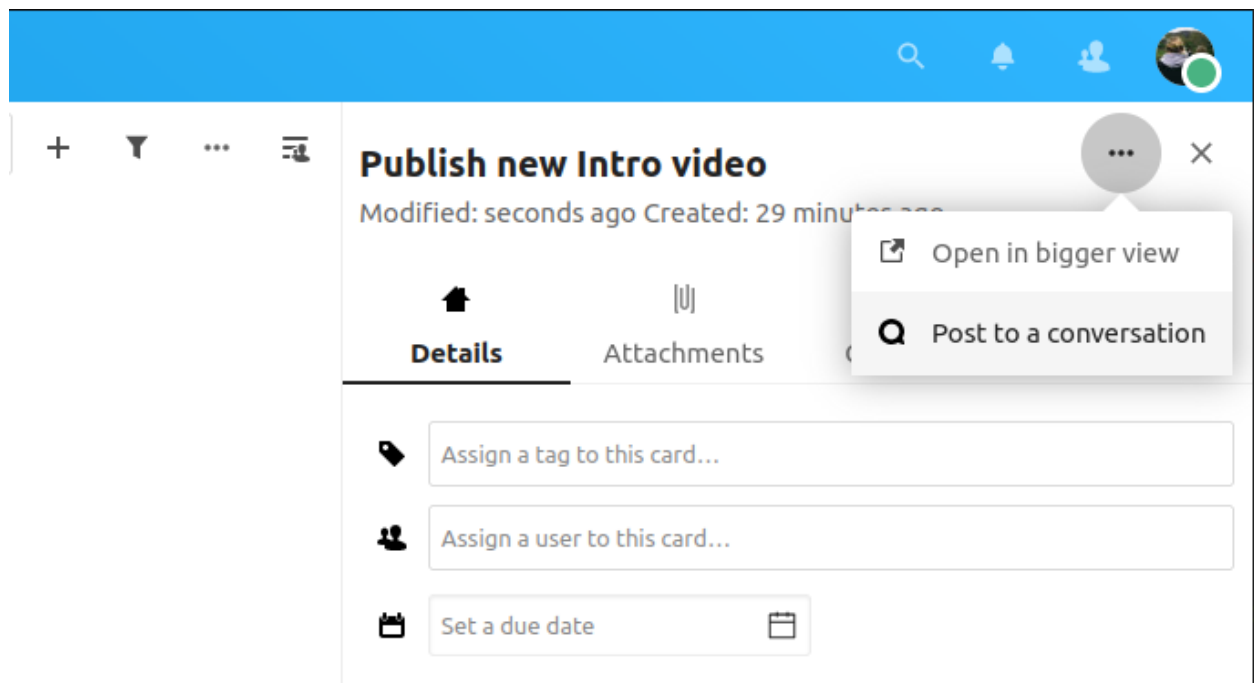 Publish new Intro video
Modified: seconds ago Created: 29 minutes ago
Open in bigger view
Post to a conversation
Details
Attachments
Assign a tag to this card...
Assign a user to this card...
Set a due date